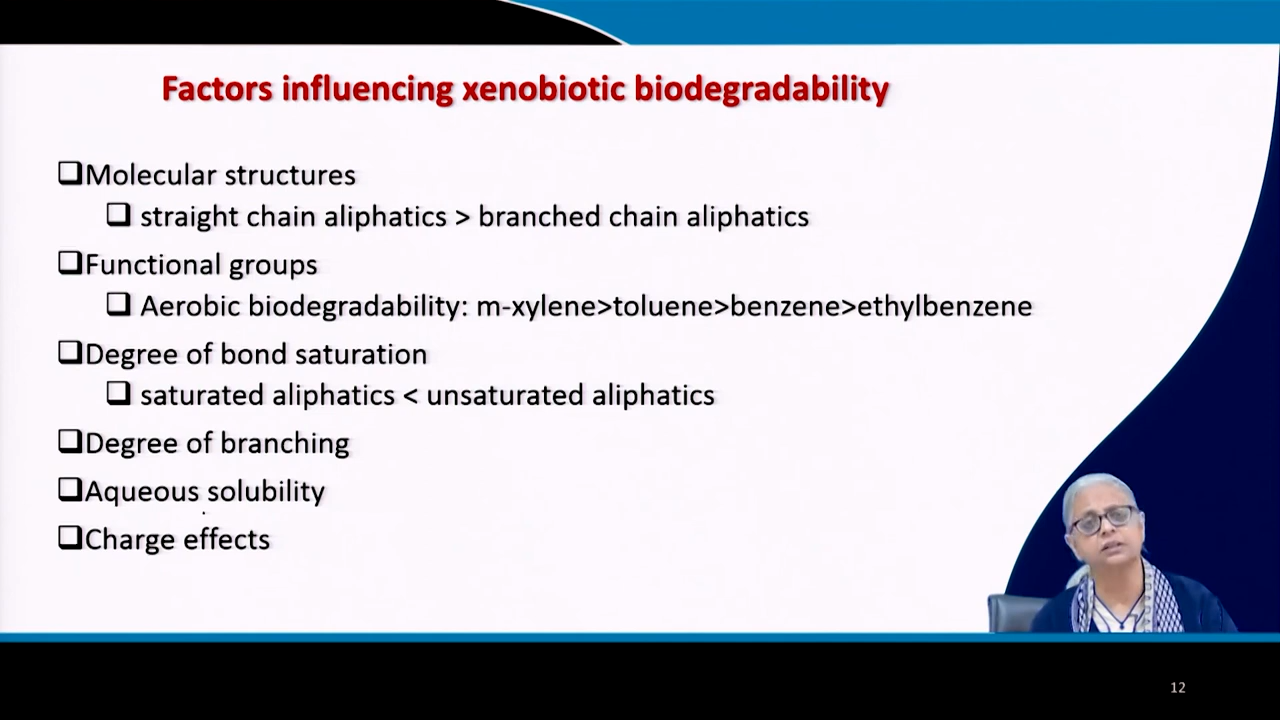 Factors influencing xenobiotic biodegradability
❑Molecular structures
❑ straight chain aliphatics > branched chain aliphatics
❑Functional groups
❑ Aerobic biodegradability: m-xylene>toluene>benzene>ethylbenzene
❑Degree of bond saturation
❑ saturated aliphatics < unsaturated aliphatics
❑Degree of branching
❑Aqueous solubility
❑Charge effects
12